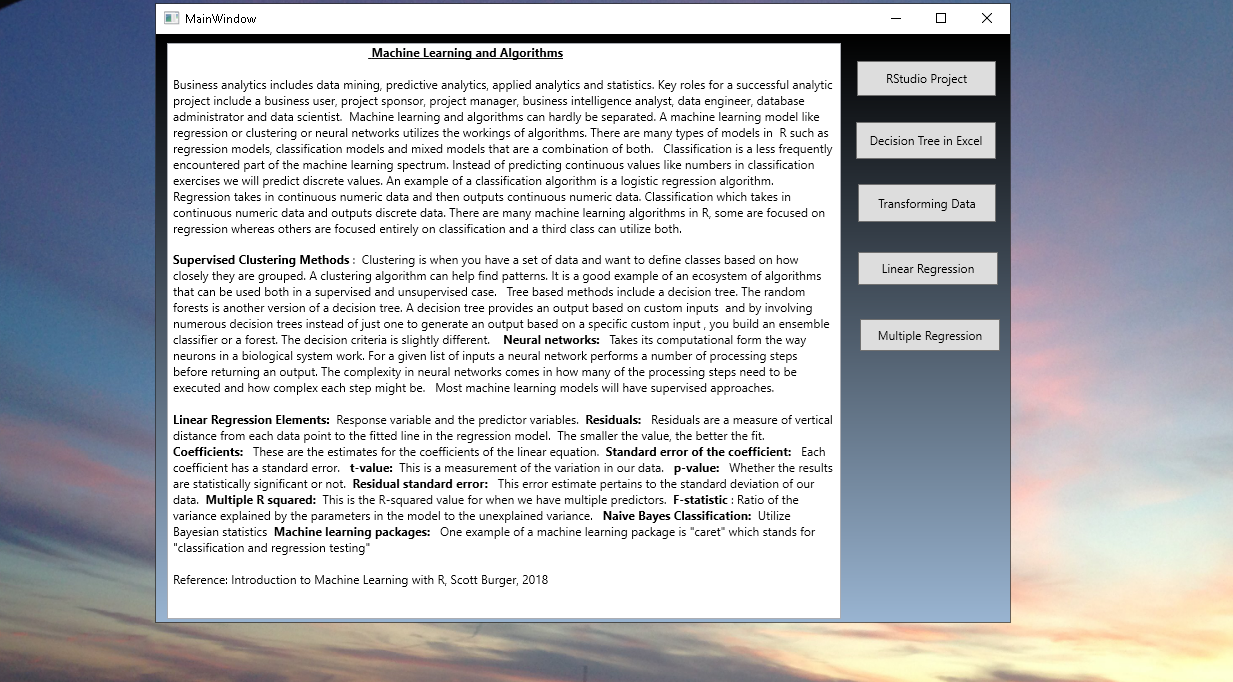 MainWindow
Machine Learning and Algorithms
Business analytics includes data mining, predictive analytics, applied analytics and statistics. Key roles for a successful analytic
project include a business user, project sponsor, project manager, business intelligence analyst, data engineer, database
administrator and data scientist.  Machine learning and algorithms can hardly be separated. A machine learning model like
regression or clustering or neural networks utilizes the workings of algorithms. There are many types of models in  R such as
regression models, classification models and mixed models that are a combination of both.   Classification is a less frequently
encountered part of the machine learning spectrum. Instead of predicting continuous values like numbers in classification
exercises we will predict discrete values. An example of a classification algorithm is a logistic regression algorithm.
Regression takes in continuous numeric data and then outputs continuous numeric data. Classification which takes in
continuous numeric data and outputs discrete data. There are many machine learning algorithms in R, some are focused on
regression whereas others are focused entirely on classification and a third class can utilize both.
Supervised Clustering Methods :  Clustering is when you have a set of data and want to define classes based on how
closely they are grouped. A clustering algorithm can help find patterns. It is a good example of an ecosystem of algorithms
that can be used both in a supervised and unsupervised case.   Tree based methods include a decision tree. The random
forests is another version of a decision tree. A decision tree provides an output based on custom inputs  and by involving
numerous decision trees instead of just one to generate an output based on a specific custom input , you build an ensemble
classifier or a forest. The decision criteria is slightly different.    Neural networks:   Takes its computational form the way
neurons in a biological system work. For a given list of inputs a neural network performs a number of processing steps
before returning an output. The complexity in neural networks comes in how many of the processing steps need to be
executed and how complex each step might be.   Most machine learning models will have supervised approaches.
Linear Regression Elements:  Response variable and the predictor variables.  Residuals:   Residuals are a measure of vertical
distance from each data point to the fitted line in the regression model.  The smaller the value, the better the fit.
Coefficients:   These are the estimates for the coefficients of the linear equation.  Standard error of the coefficient:   Each
coefficient has a standard error.   t-value:  This is a measurement of the variation in our data.   p-value:   Whether the results
are statistically significant or not.  Residual standard error:   This error estimate pertains to the standard deviation of our
data.  Multiple R squared:  This is the R-squared value for when we have multiple predictors.  F-statistic : Ratio of the
variance explained by the parameters in the model to the unexplained variance.   Naive Bayes Classification:  Utilize
Bayesian statistics  Machine learning packages:   One example of a machine learning package is "caret" which stands for
"classification and regression testing"
Reference: Introduction to Machine Learning with R, Scott Burger, 2018
RStudio Project
Decision Tree in Excel
Transforming Data
Linear Regression
Multiple Regression